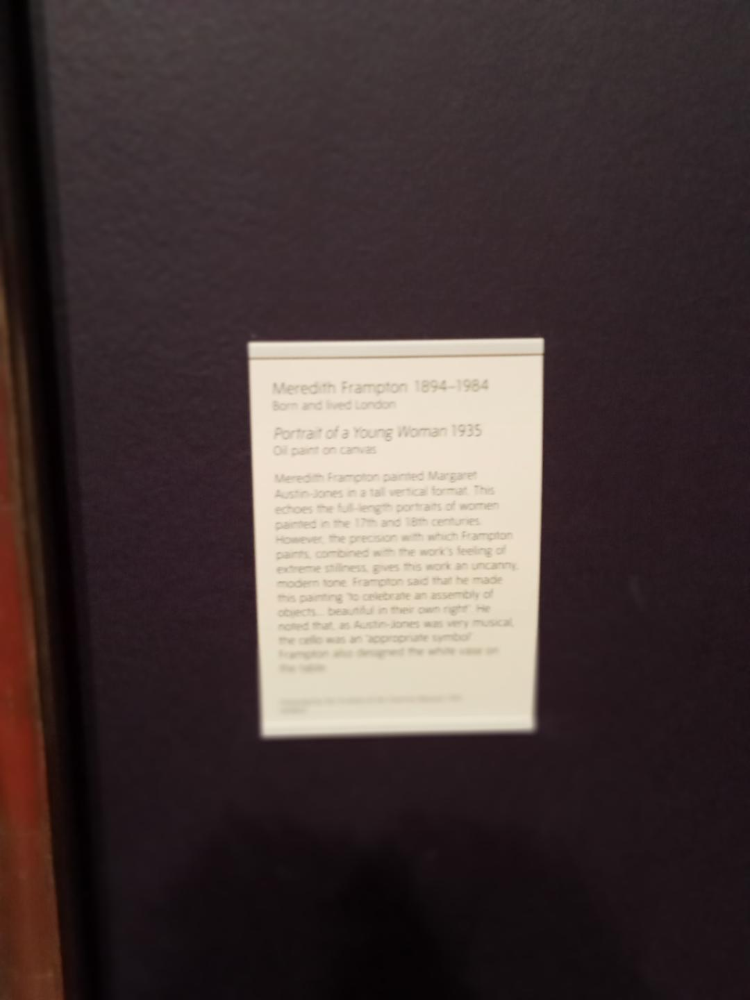 Meredith Frampton 1894–1984
Born and lived London
Portrait of a Young Woman 1935
Oil paint on canvas
Meredith Frampton painted Margaret
Austin-Jones in a tall vertical format. This
echoes the full-length portraits of women
painted in the 17th and 18th centuries.
However, the precision with which Frampton
paints, combined with the work's feeling of
extreme stillness, gives this work an uncanny,
modern tone. Frampton said that he made
this painting 'to celebrate an assembly of
objects... beautiful in their own right'. He
noted that, as Austin-Jones was very musical,
the cello was an 'appropriate symbol'
Frampton also designed the white vase on
the table.